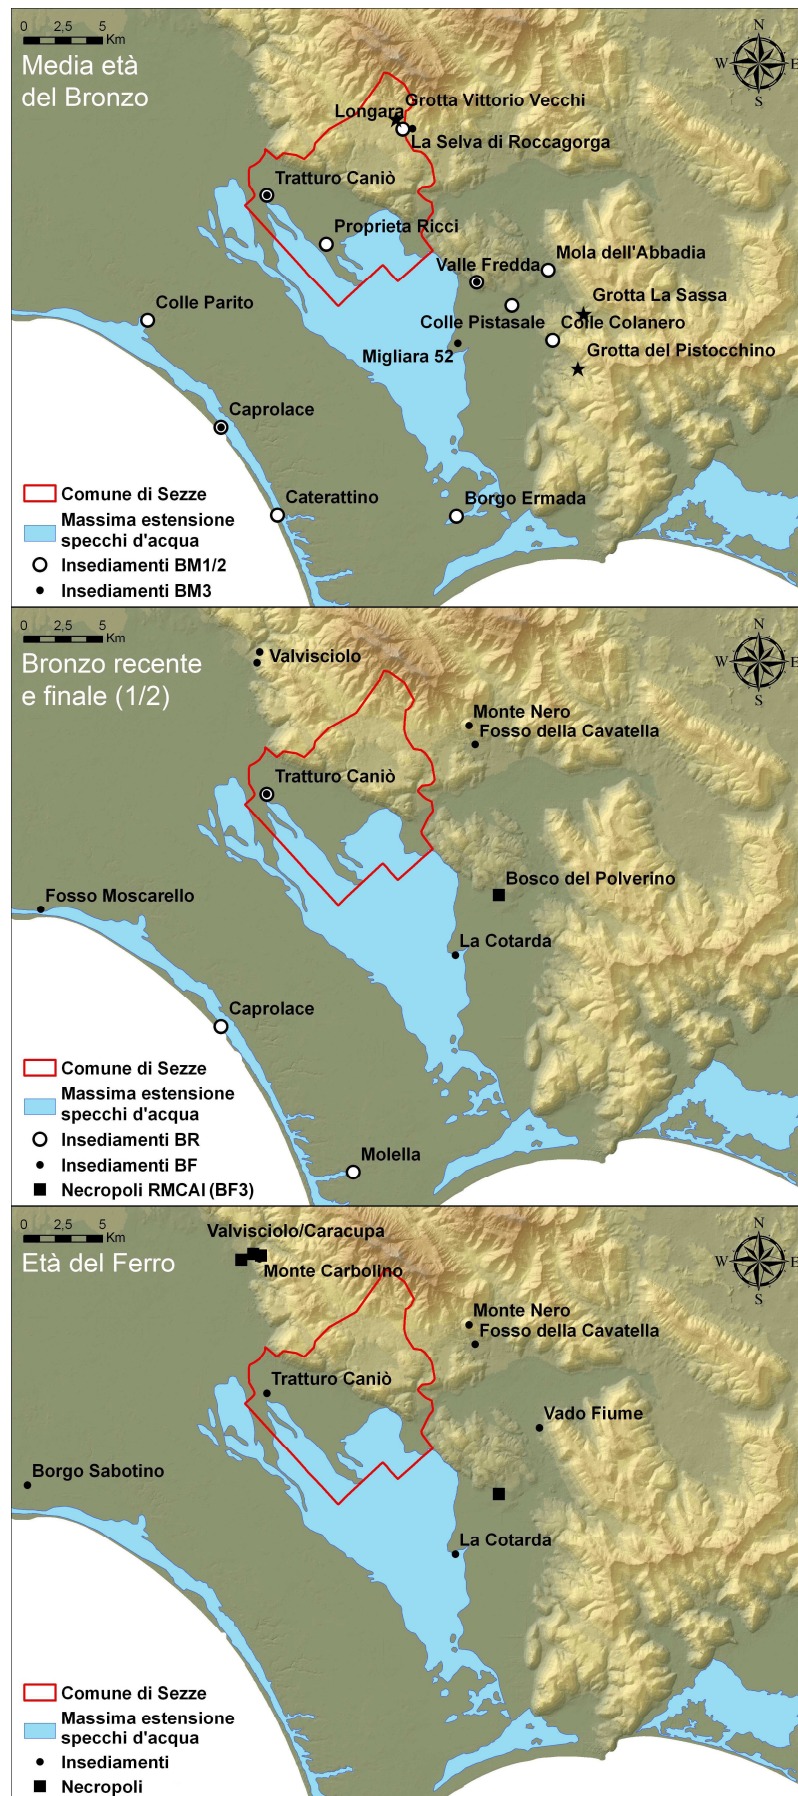 0 2,5 5
Km
Media età
del Bronzo
N
W E
S
Grotta Vittorio Vecchi
Longara
La Selva di Roccagorga
Tratturo Caniò
Proprieta Ricci
Mola dell'Abbadia
Valle Fredda
Grotta La Sassa
Colle Parito
Colle Pistasale
Colle Colanero
Migliara 52
Grotta del Pistocchino
Caprolace
Caterattino
Borgo Ermada
Comune di Sezze
Massima estensione
specchi d'acqua
Insediamenti BM1/2
Insediamenti BM3
0 2,5 5
Km
Bronzo recente
e finale (1/2)
N
W E
S
Valvisciolo
Monte Nero
Fosso della Cavatella
Tratturo Caniò
Bosco del Polverino
Fosso Moscarello
La Cotarda
Caprolace
Molella
Comune di Sezze
Massima estensione
specchi d'acqua
Insediamenti BR
Insediamenti BF
Necropoli RMCAI (BF3)
0 2,5 5
Km
Età del Ferro
N
W E
S
Valvisciolo/Caracupa
Monte Carbolino
Monte Nero
Fosso della Cavatella
Tratturo Caniò
Vado Fiume
Borgo Sabotino
La Cotarda
Comune di Sezze
Massima estensione
specchi d'acqua
Insediamenti
Necropoli